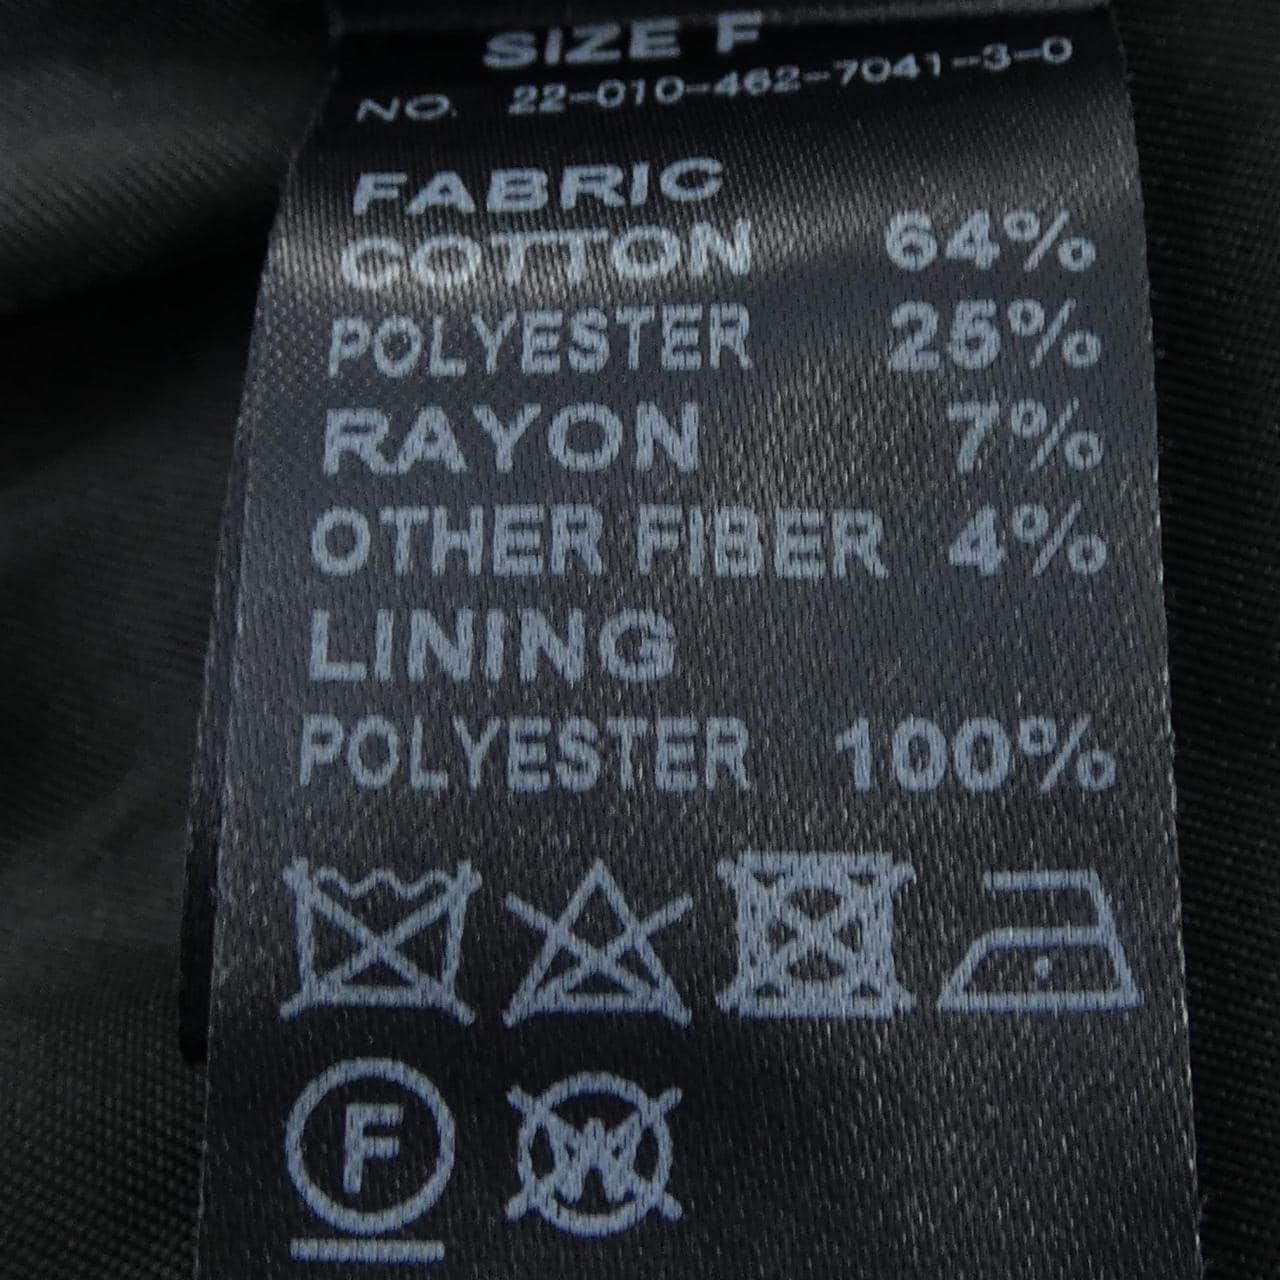 SIZE F
NO. 22-010-462-7041-3-0
FABRIC
COTTON 64%
POLYESTER 25%
RAYON 7%
OTHER FIBER 4%
LINING
POLYESTER 100%
F W